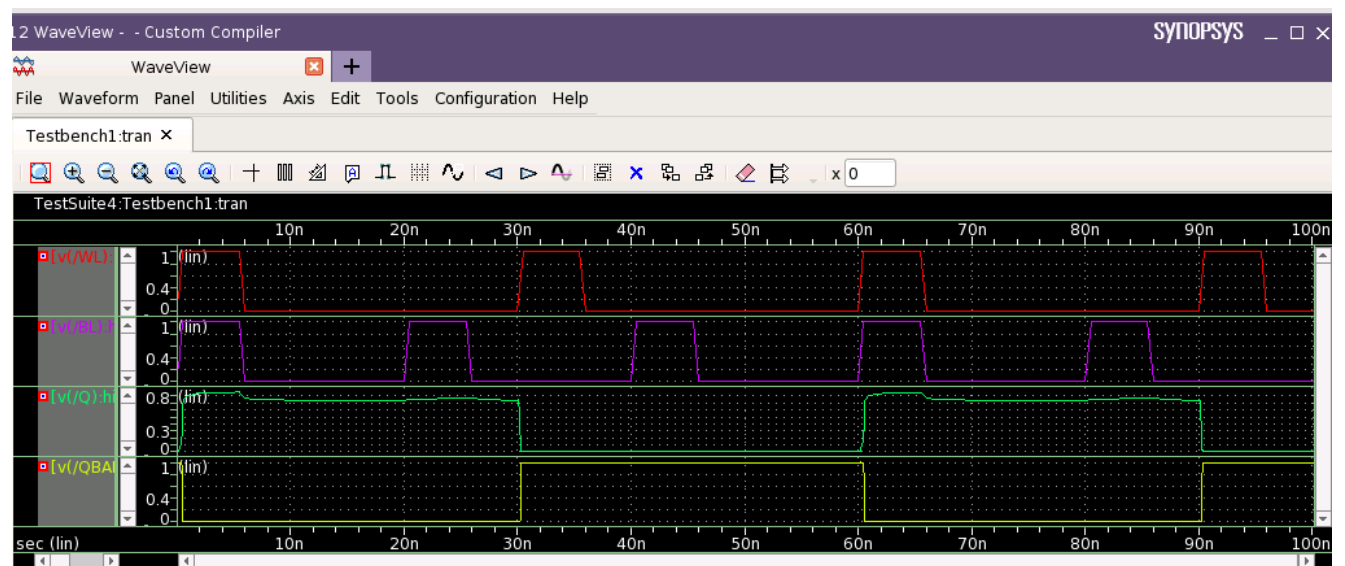 12 WaveView - - Custom Compiler SYNOPSYS
WaveView
File Waveform Panel Utilities Axis Edit Tools Configuration Help
Testbench1:tran
x 0
TestSuite4:Testbench1:tran
10n 20n 30n 40n 50n 60n 70n 80n 90n 100n
[v(/WL): 1 (lin)
0.4
0
[v(/BL):h 1 (lin)
0.4
0
[v(/Q):hi 0.8 (lin)
0.3
0
[v(/QBA 1 (lin)
0.4
0
sec (lin) 10n 20n 30n 40n 50n 60n 70n 80n 90n 100n